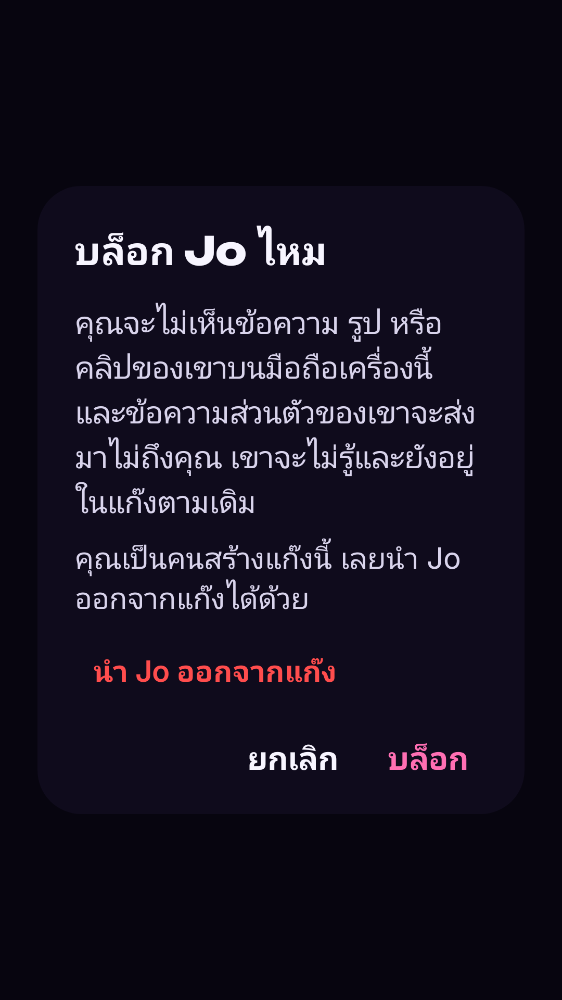 บล็อก Jo ไหม
คุณจะไม่เห็นข้อความ รูป หรือ
คลิปของเขาบนมือถือเครื่องนี้
และข้อความส่วนตัวของเขาจะส่ง
มาไม่ถึงคุณ เขาจะไม่รู้และยังอยู่
ในแก๊งตามเดิม
คุณเป็นคนสร้างแก๊งนี้ เลยนำ Jo
ออกจากแก๊งได้ด้วย
นำ Jo ออกจากแก๊ง
ยกเลิก บล็อก